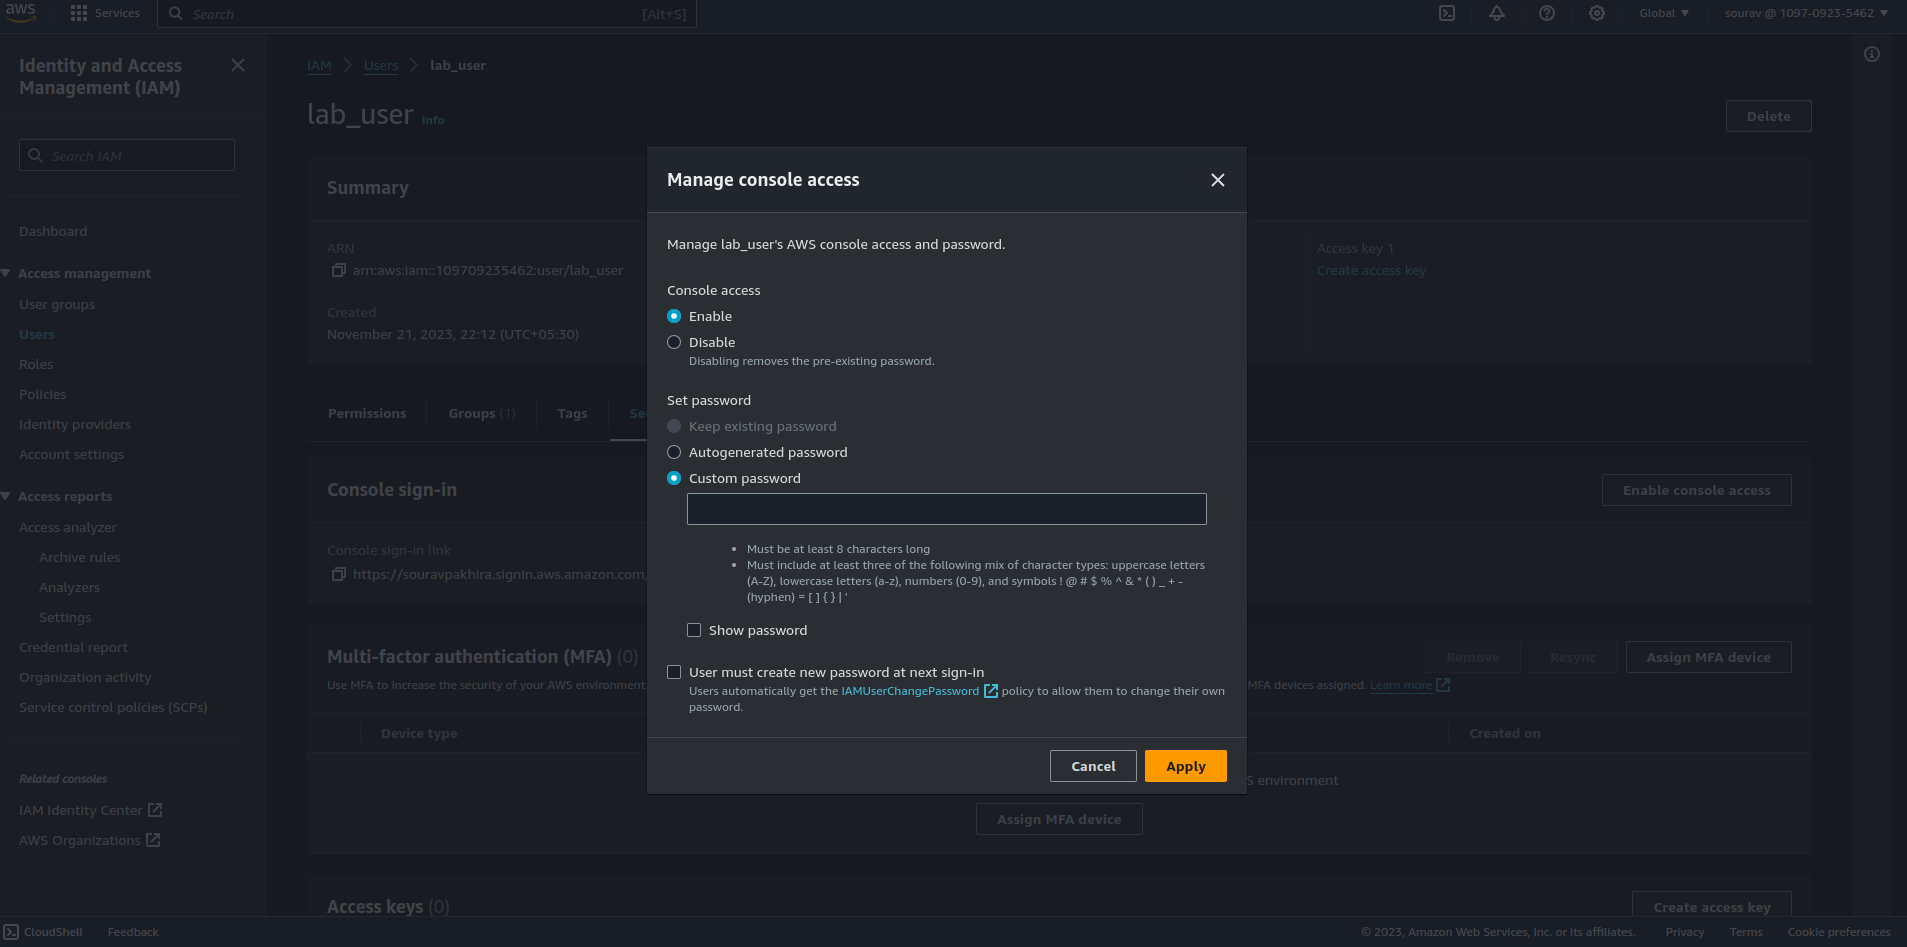 aws
Services
Search
[Alt+S]
Global
sourav @ 1097-0923-5462
Identity and Access
Management (IAM)
Search IAM
Dashboard
Access management
User groups
Users
Roles
Policies
Identity providers
Account settings
Access reports
Access analyzer
Archive rules
Analyzers
Settings
Credential report
Organization activity
Service control policies (SCPs)
Related consoles
IAM Identity Center
AWS Organizations
IAM
Users
lab_user
lab_user Info
Delete
Summary
ARN
arn:aws:iam::109709235462:user/lab_user
Created
November 21, 2023, 22:12 (UTC+05:30)
Access key 1
Create access key
Permissions
Groups (1)
Tags
Console sign-in
Enable console access
Console sign-in link
https://souravpakhira.signin.aws.amazon.com/
Multi-factor authentication (MFA) (0)
Remove
Resync
Assign MFA device
Use MFA to increase the security of your AWS environment
MFA devices assigned. Learn more
Device type
Created on
S environment
Assign MFA device
Access keys (0)
Create access key
Manage console access
Manage lab_user's AWS console access and password.
Console access
Enable
Disable
Disabling removes the pre-existing password.
Set password
Keep existing password
Autogenerated password
Custom password
• Must be at least 8 characters long
• Must include at least three of the following mix of character types: uppercase letters
(A-Z), lowercase letters (a-z), numbers (0-9), and symbols ! @ # $ % ^ & * ( ) _ + -
(hyphen) = [ ] { } | '
Show password
User must create new password at next sign-in
Users automatically get the IAMUserChangePassword policy to allow them to change their own
password.
Cancel
Apply
CloudShell
Feedback
© 2023, Amazon Web Services, Inc. or its affiliates.
Privacy
Terms
Cookie preferences